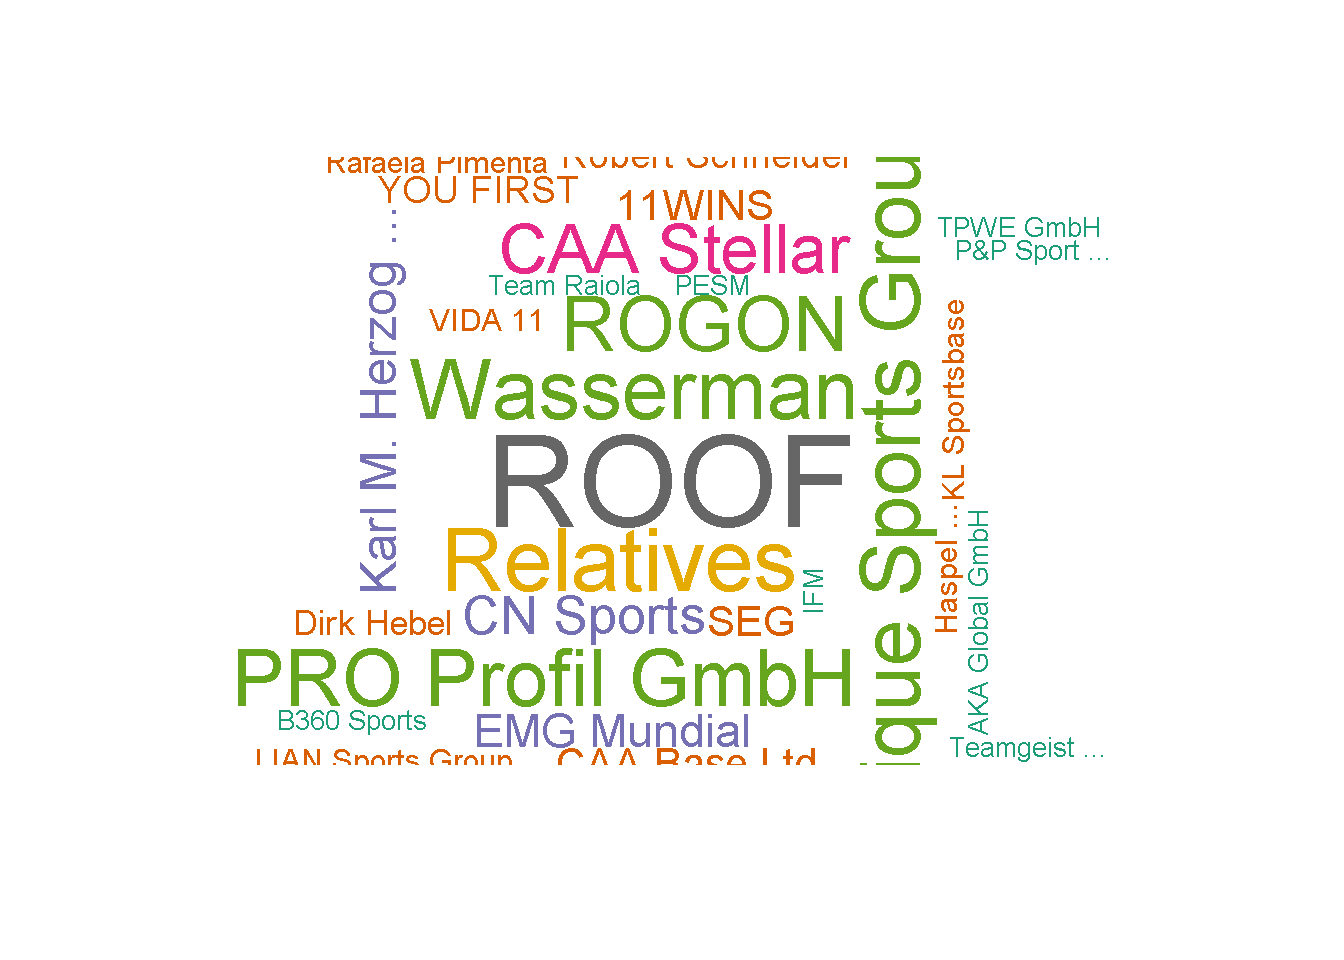 Rafaela Pimenta
Robert Schneider
YOU FIRST
11WINS
CAA Stellar
TPWE GmbH
P&P Sport ...
Team Raiola
PESM
VIDA 11
ROGON
Karl M. Herzog ...
Wasserman
ique Sports Grou
KL Sportsbase
ROOF
Relatives
IFM
Haspel ...
AKA Global GmbH
Dirk Hebel
CN Sports
SEG
PRO Profil GmbH
B360 Sports
EMG Mundial
Teamgeist ...
LIAN Sports Group
CAA Base Ltd